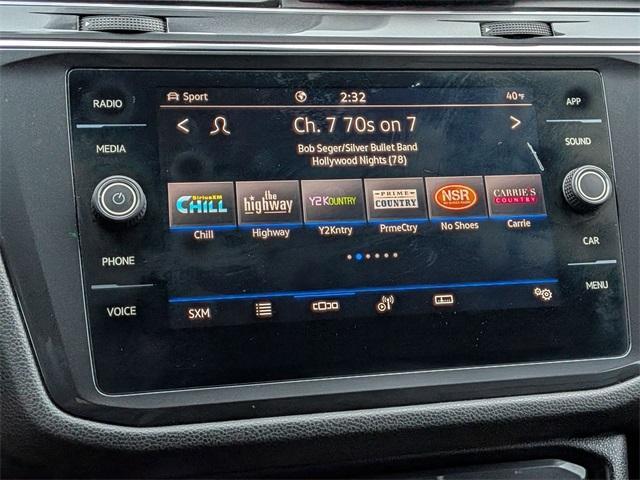 RADIO
MEDIA
PHONE
VOICE
Sport
2:32
40°F
< Ch. 7 70s on 7 >
Bob Seger/Silver Bullet Band
Hollywood Nights (78)
SiriusXM
CHILL
the highway
Y2KOUNTRY
PRIME
COUNTRY
NSR
CARRIE'S
COUNTRY
Chill
Highway
Y2Kntry
PrmeCtry
No Shoes
Carrie
SXM
APP
SOUND
CAR
MENU